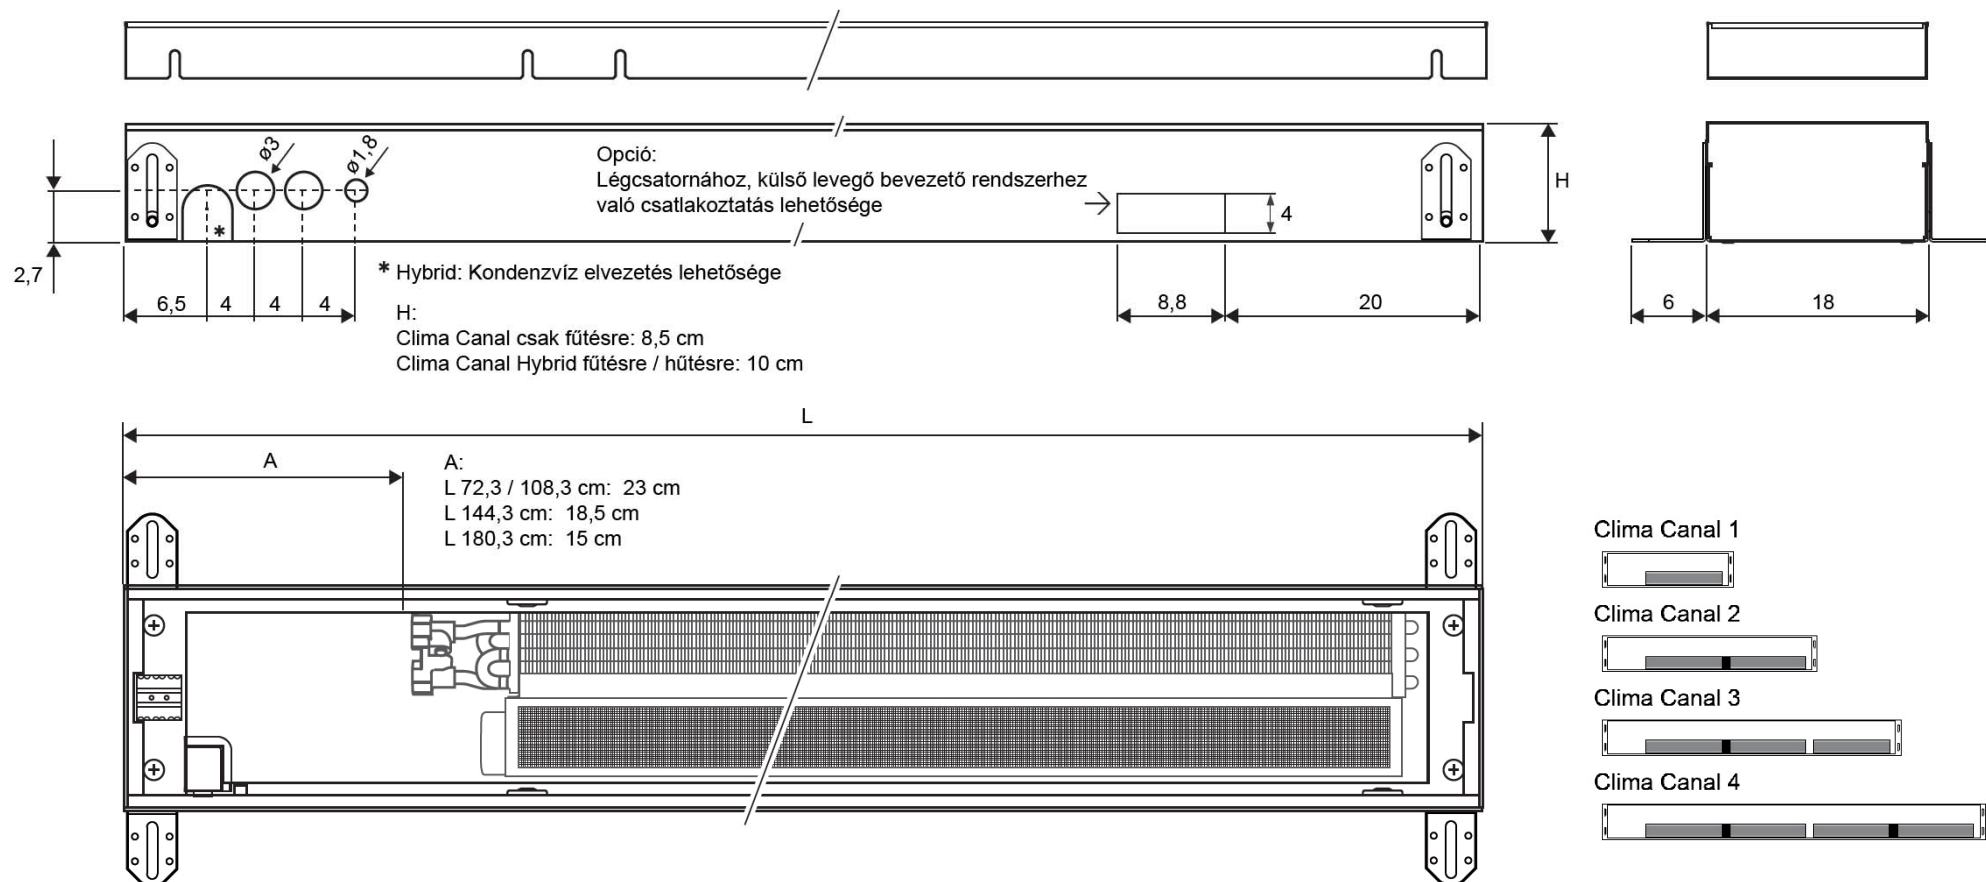 ø3
ø1,8
Opció:
Légcsatornához, külső levegő bevezető rendszerhez
való csatlakoztatás lehetősége
H
4
2,7
*
* Hybrid: Kondenzvíz elvezetés lehetősége
6,5 4 4 4
8,8 20
6 18
H:
Clima Canal csak fűtésre: 8,5 cm
Clima Canal Hybrid fűtésre / hűtésre: 10 cm
L
A
A:
L 72,3 / 108,3 cm: 23 cm
L 144,3 cm: 18,5 cm
L 180,3 cm: 15 cm
Clima Canal 1
Clima Canal 2
Clima Canal 3
Clima Canal 4